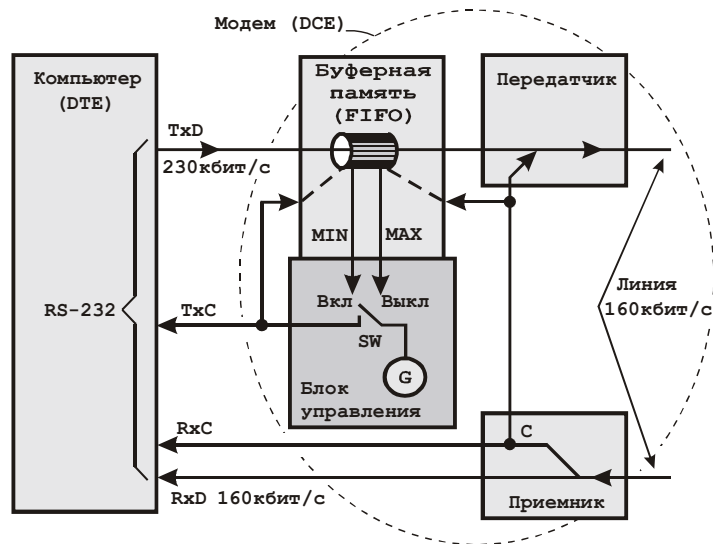 Модем (DCE)
Компьютер
(DTE)
Буферная
память
(FIFO)
Передатчик
TxD
230кбит/с
MIN
MAX
Линия
160кбит/с
RS-232
TxC
Вкл
Выкл
SW
G
Блок
управления
RxC
C
RxD 160кбит/с
Приемник